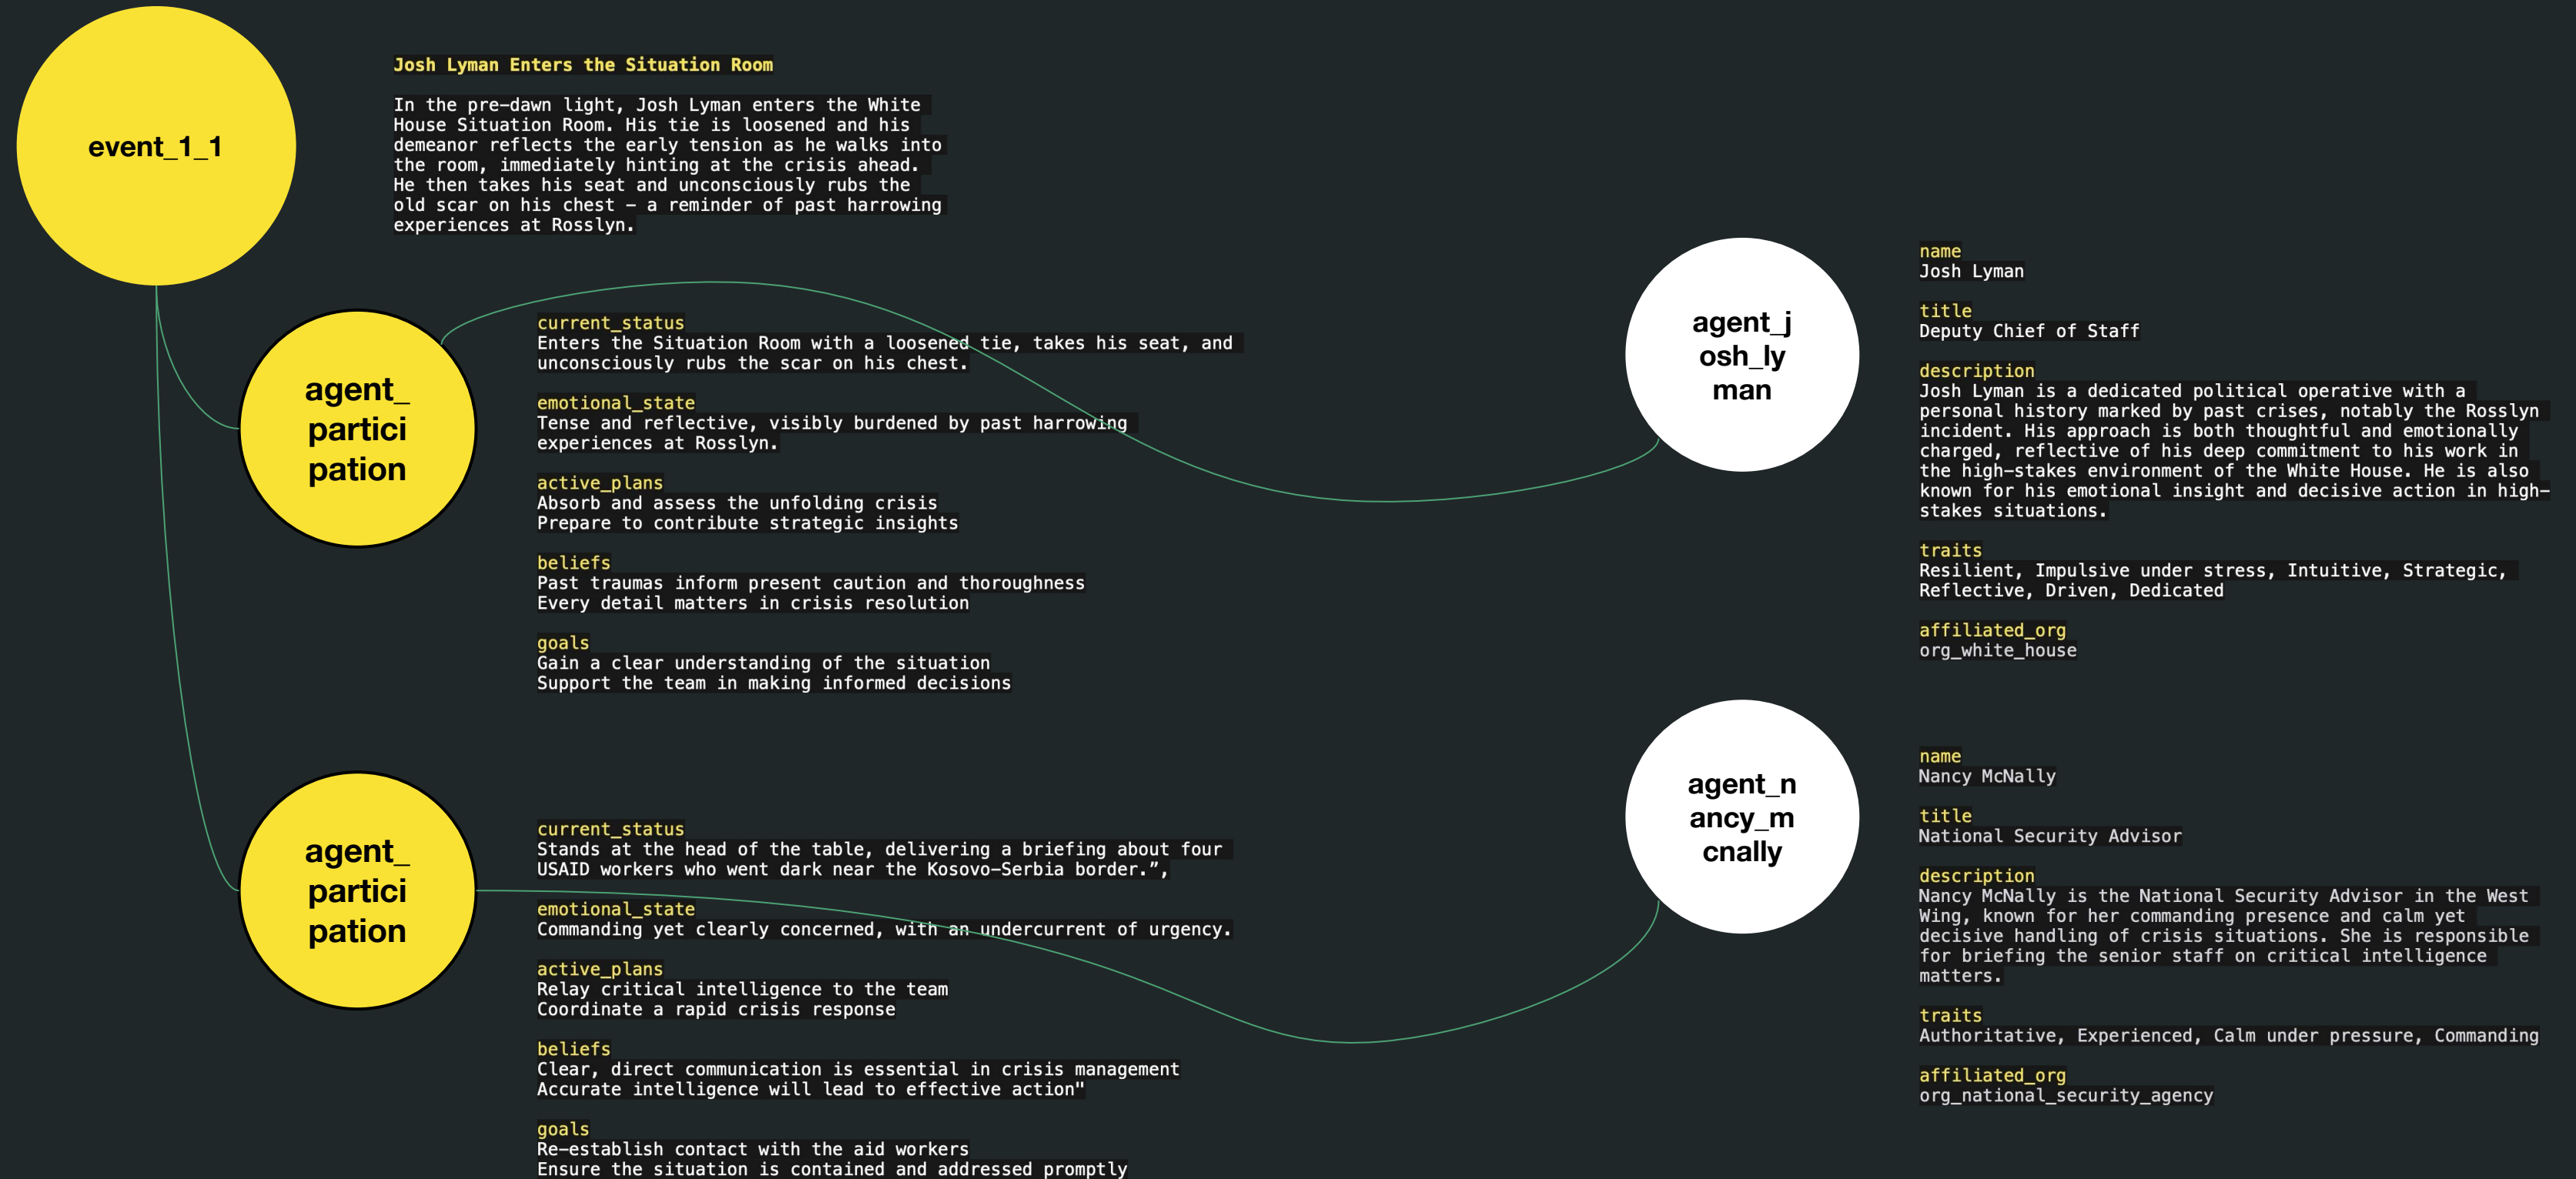 event_1_1
Josh Lyman Enters the Situation Room
In the pre-dawn light, Josh Lyman enters the White
House Situation Room. His tie is loosened and his
demeanor reflects the early tension as he walks into
the room, immediately hinting at the crisis ahead.
He then takes his seat and unconsciously rubs the
old scar on his chest – a reminder of past harrowing
experiences at Rosslyn.
agent_
partici
pation
current_status
Enters the Situation Room with a loosened tie, takes his seat, and
unconsciously rubs the scar on his chest.
emotional_state
Tense and reflective, visibly burdened by past harrowing
experiences at Rosslyn.
active_plans
Absorb and assess the unfolding crisis
Prepare to contribute strategic insights
beliefs
Past traumas inform present caution and thoroughness
Every detail matters in crisis resolution
goals
Gain a clear understanding of the situation
Support the team in making informed decisions
agent_j
osh_ly
man
name
Josh Lyman
title
Deputy Chief of Staff
description
Josh Lyman is a dedicated political operative with a
personal history marked by past crises, notably the Rosslyn
incident. His approach is both thoughtful and emotionally
charged, reflective of his deep commitment to his work in
the high-stakes environment of the White House. He is also
known for his emotional insight and decisive action in high-
stakes situations.
traits
Resilient, Impulsive under stress, Intuitive, Strategic,
Reflective, Driven, Dedicated
affiliated_org
org_white_house
agent_
partici
pation
current_status
Stands at the head of the table, delivering a briefing about four
USAID workers who went dark near the Kosovo-Serbia border.”,
emotional_state
Commanding yet clearly concerned, with an undercurrent of urgency.
active_plans
Relay critical intelligence to the team
Coordinate a rapid crisis response
beliefs
Clear, direct communication is essential in crisis management
Accurate intelligence will lead to effective action"
goals
Re-establish contact with the aid workers
Ensure the situation is contained and addressed promptly
agent_n
ancy_m
cnally
name
Nancy McNally
title
National Security Advisor
description
Nancy McNally is the National Security Advisor in the West
Wing, known for her commanding presence and calm yet
decisive handling of crisis situations. She is responsible
for briefing the senior staff on critical intelligence
matters.
traits
Authoritative, Experienced, Calm under pressure, Commanding
affiliated_org
org_national_security_agency